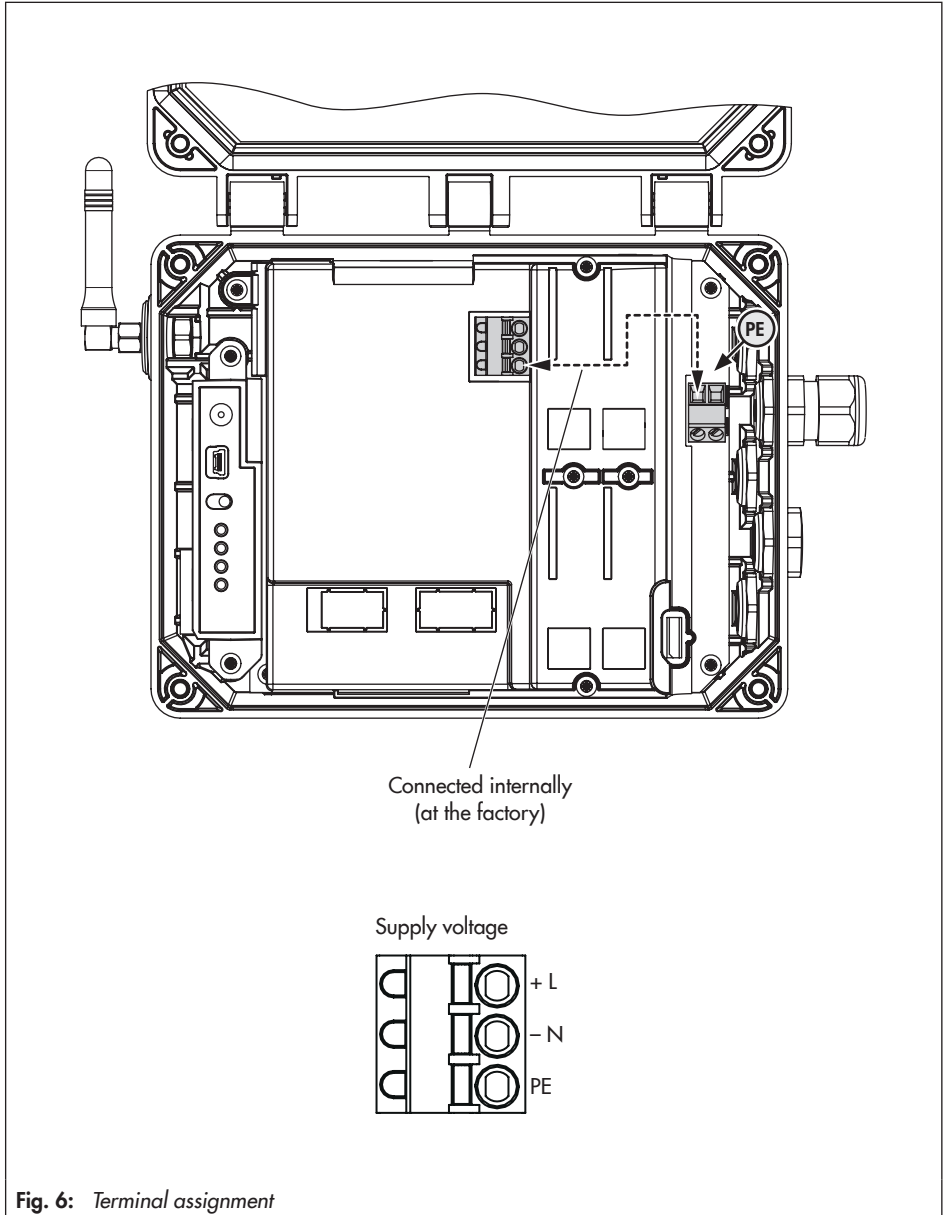 PE
Connected internally
(at the factory)
Supply voltage
+ L
– N
PE
Fig. 6: Terminal assignment